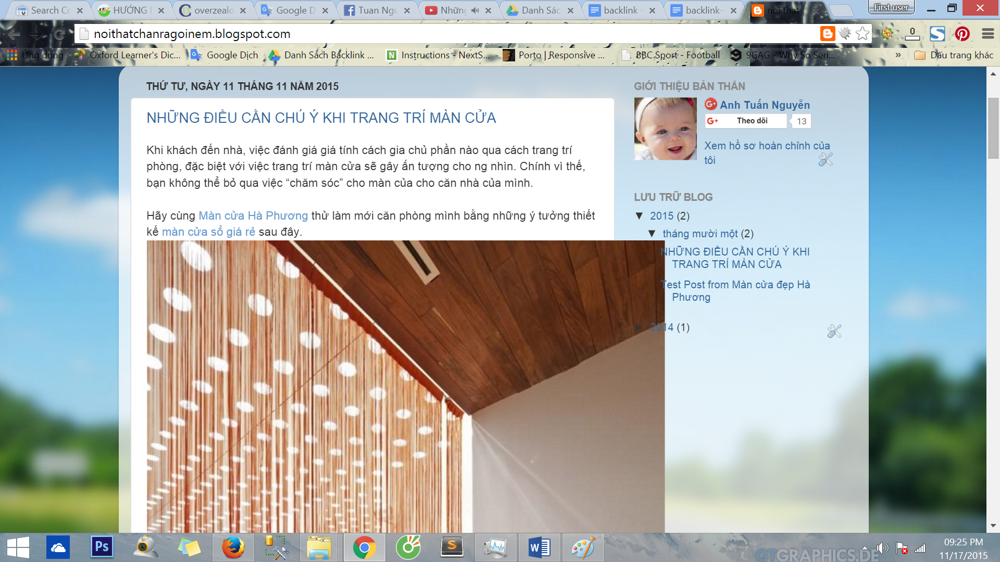 Search Co
HƯỚNG
overzealo
Google D
Tuan Ngu
Những
Danh Sác
backlink -
backlink-
noi that
First user
noithatchanragoinem.blogspot.com
0
Ứng dụng
Oxford Learner's Dic...
Google Dịch
Danh Sách Backlink ...
Instructions - NextS...
Porto | Responsive ...
BBC Sport - Football
9GAG - Why So Seri...
»
Dấu trang khác
THỨ TƯ, NGÀY 11 THÁNG 11 NĂM 2015
NHỮNG ĐIỀU CẦN CHÚ Ý KHI TRANG TRÍ MÀN CỬA
Khi khách đến nhà, việc đánh giá giá tính cách gia chủ phần nào qua cách trang trí
phòng, đặc biệt với việc trang trí màn cửa sẽ gây ấn tượng cho ng nhìn. Chính vì thế,
bạn không thể bỏ qua việc “chăm sóc” cho màn của cho căn nhà của mình.
Hãy cùng Màn cửa Hà Phương thử làm mới căn phòng mình bằng những ý tưởng thiết
kế màn cửa sổ giá rẻ sau đây.
GIỚI THIỆU BẢN THÂN
Anh Tuấn Nguyễn
G+ Theo dõi 13
Xem hồ sơ hoàn chỉnh của
tôi
LƯU TRỮ BLOG
▼ 2015 (2)
▼ tháng mười một (2)
NHỮNG ĐIỀU CẦN CHÚ Ý KHI
TRANG TRÍ MÀN CỬA
Test Post from Màn cửa đẹp Hà
Phương
► 2014 (1)
Ps
S
W
GTGRAPHICS.DE
09:25 PM
11/17/2015